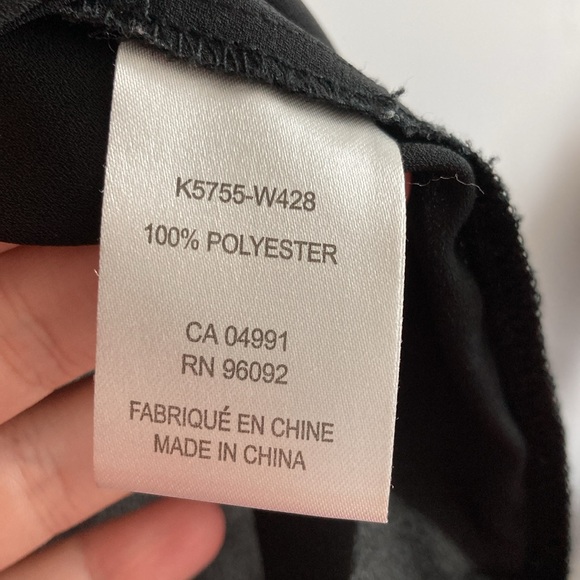 K5755-W428
100% POLYESTER
CA 04991
RN 96092
FABRIQUÉ EN CHINE
MADE IN CHINA